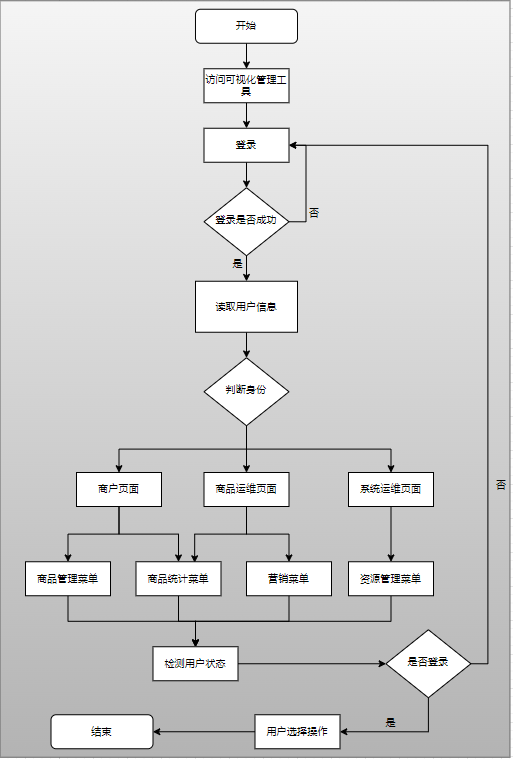 开始
访问可视化管理工
具
登录
登录是否成功
否
是
读取用户信息
判断身份
商户页面
商品运维页面
系统运维页面
否
商品管理菜单
商品统计菜单
营销菜单
资源管理菜单
检测用户状态
是否登录
是
用户选择操作
结束